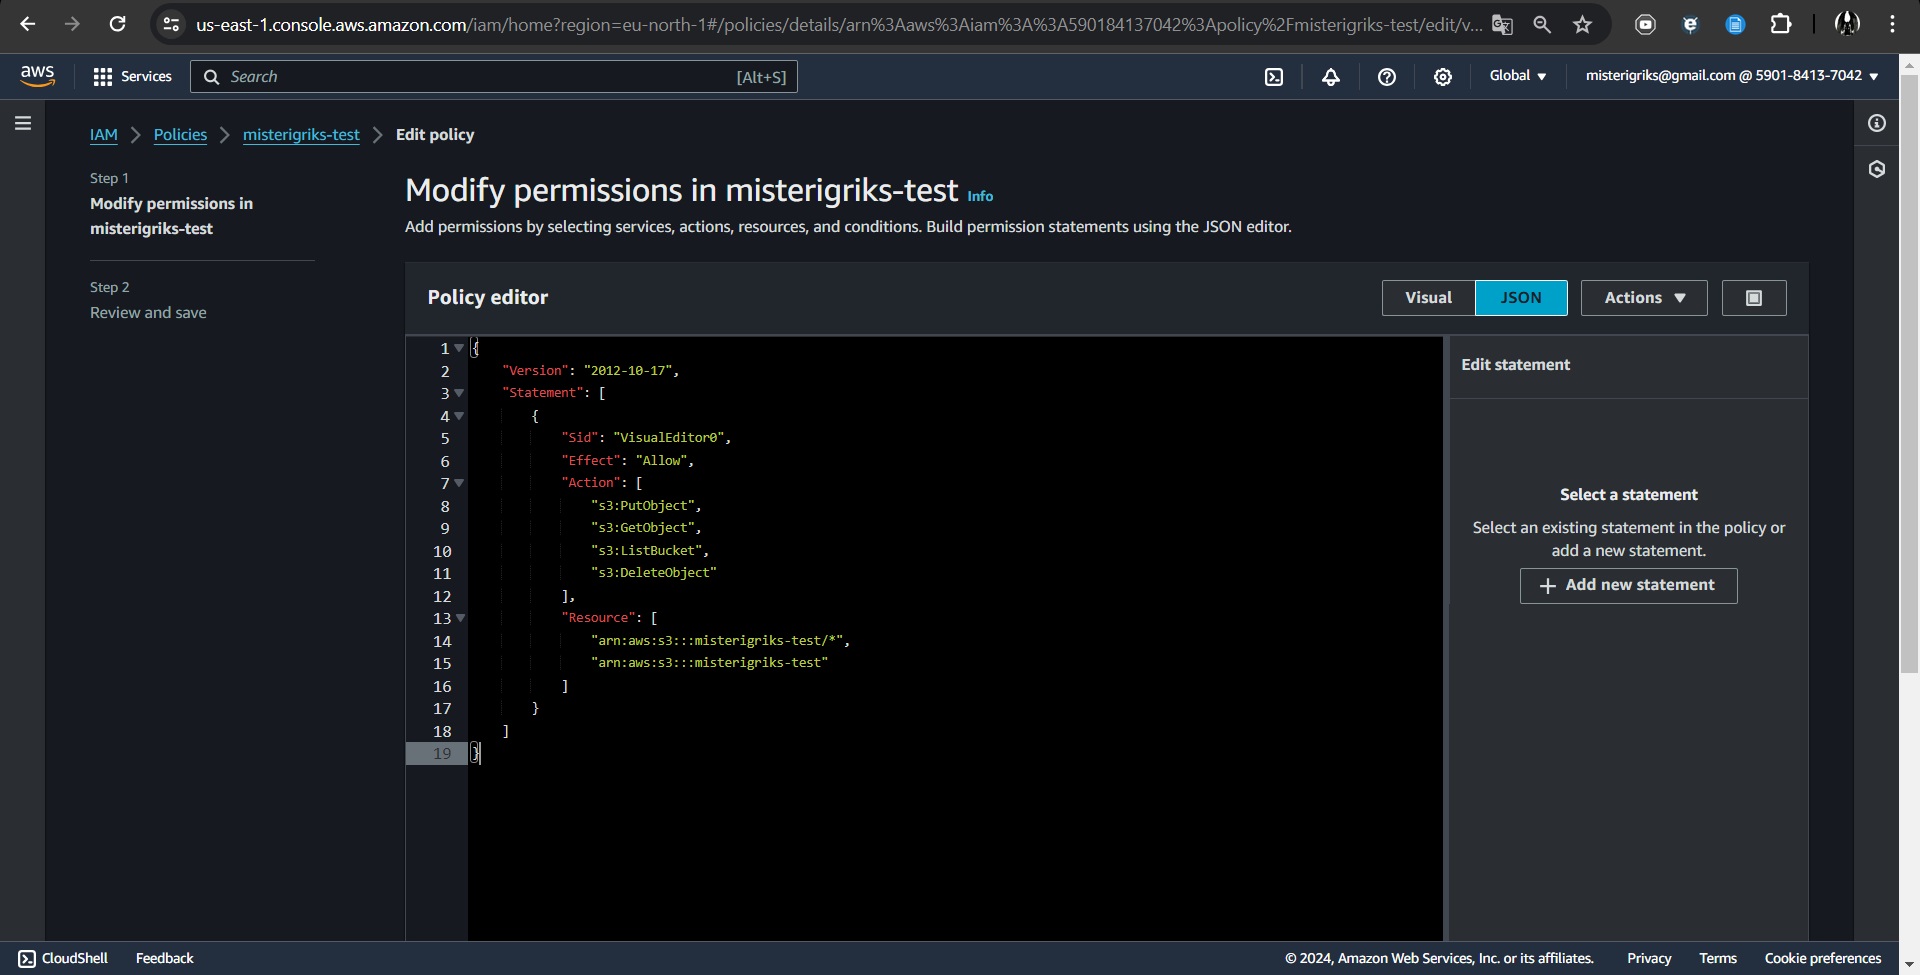 us-east-1.console.aws.amazon.com/iam/home?region=eu-north-1#/policies/details/arn%3Aaws%3Aiam%3A%3A590184137042%3Apolicy%2Fmisterigriks-test/edit/v...
aws Services Search [Alt+S] Global misterigriks@gmail.com @ 5901-8413-7042
IAM > Policies > misterigriks-test > Edit policy
Step 1
Modify permissions in
misterigriks-test
Step 2
Review and save
Modify permissions in misterigriks-test Info
Add permissions by selecting services, actions, resources, and conditions. Build permission statements using the JSON editor.
Policy editor Visual JSON Actions
1 {
2 "Version": "2012-10-17",
3 "Statement": [
4 {
5 "Sid": "VisualEditor0",
6 "Effect": "Allow",
7 "Action": [
8 "s3:PutObject",
9 "s3:GetObject",
10 "s3:ListBucket",
11 "s3:DeleteObject"
12 ],
13 "Resource": [
14 "arn:aws:s3:::misterigriks-test/*",
15 "arn:aws:s3:::misterigriks-test"
16 ]
17 }
18 ]
19 }
Edit statement
Select a statement
Select an existing statement in the policy or
add a new statement.
+ Add new statement
CloudShell Feedback © 2024, Amazon Web Services, Inc. or its affiliates. Privacy Terms Cookie preferences